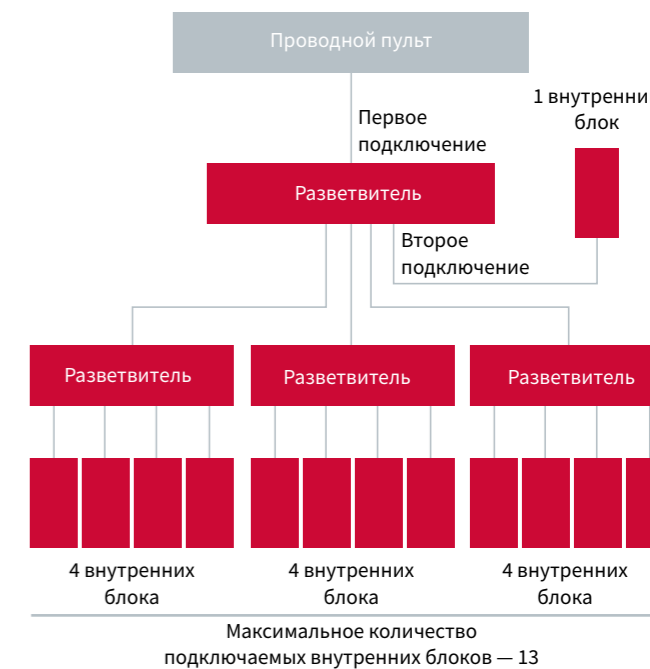 Проводной пульт
Первое
подключение
1 внутренни
блок
Разветвитель
Второе
подключение
Разветвитель
Разветвитель
Разветвитель
4 внутренних
блока
4 внутренних
блока
4 внутренних
блока
Максимальное количество
подключаемых внутренних блоков — 13